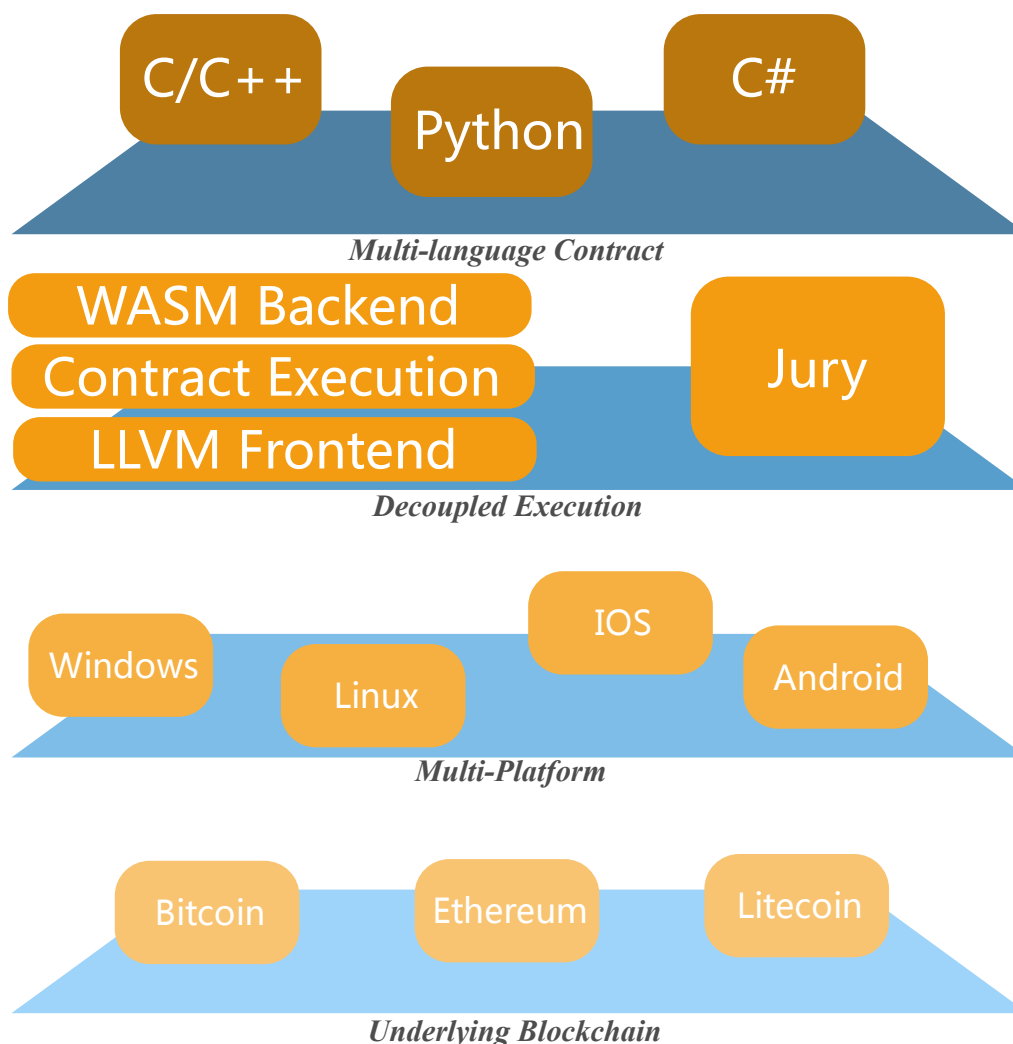 C/C++
Python
C#
Multi-language Contract
WASM Backend
Contract Execution
LLVM Frontend
Jury
Decoupled Execution
Windows
Linux
IOS
Android
Multi-Platform
Bitcoin
Ethereum
Litecoin
Underlying Blockchain